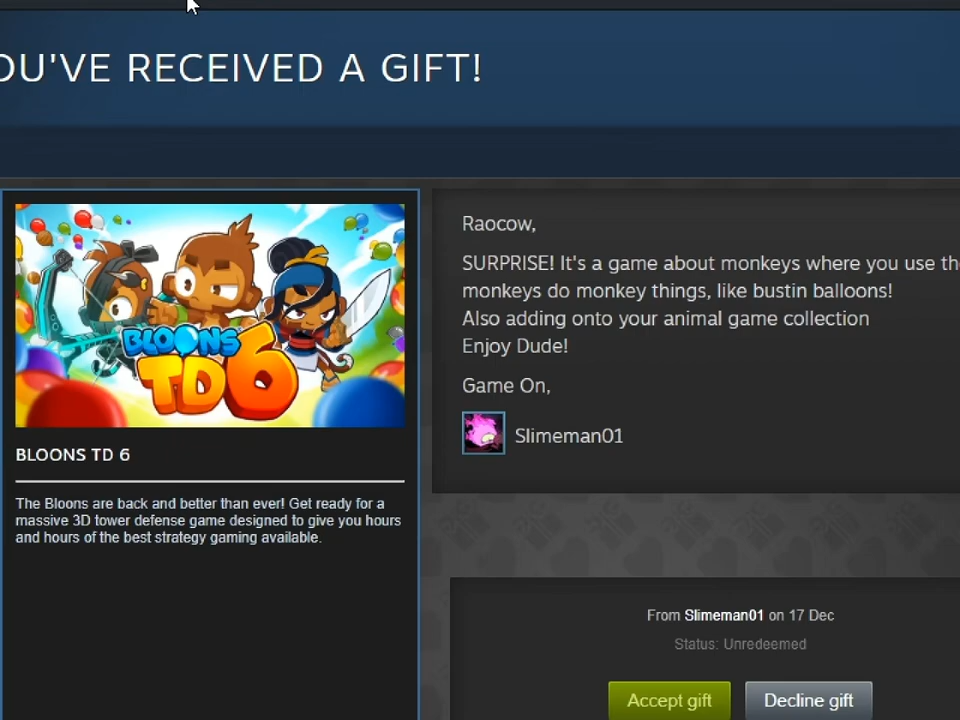 OU'VE RECEIVED A GIFT!
BLOONS
TD6
BLOONS TD 6
The Bloons are back and better than ever! Get ready for a
massive 3D tower defense game designed to give you hours
and hours of the best strategy gaming available.
Raocow,
SURPRISE! It's a game about monkeys where you use th
monkeys do monkey things, like bustin balloons!
Also adding onto your animal game collection
Enjoy Dude!
Game On,
Slimeman01
From Slimeman01 on 17 Dec
Status: Unredeemed
Accept gift
Decline gift